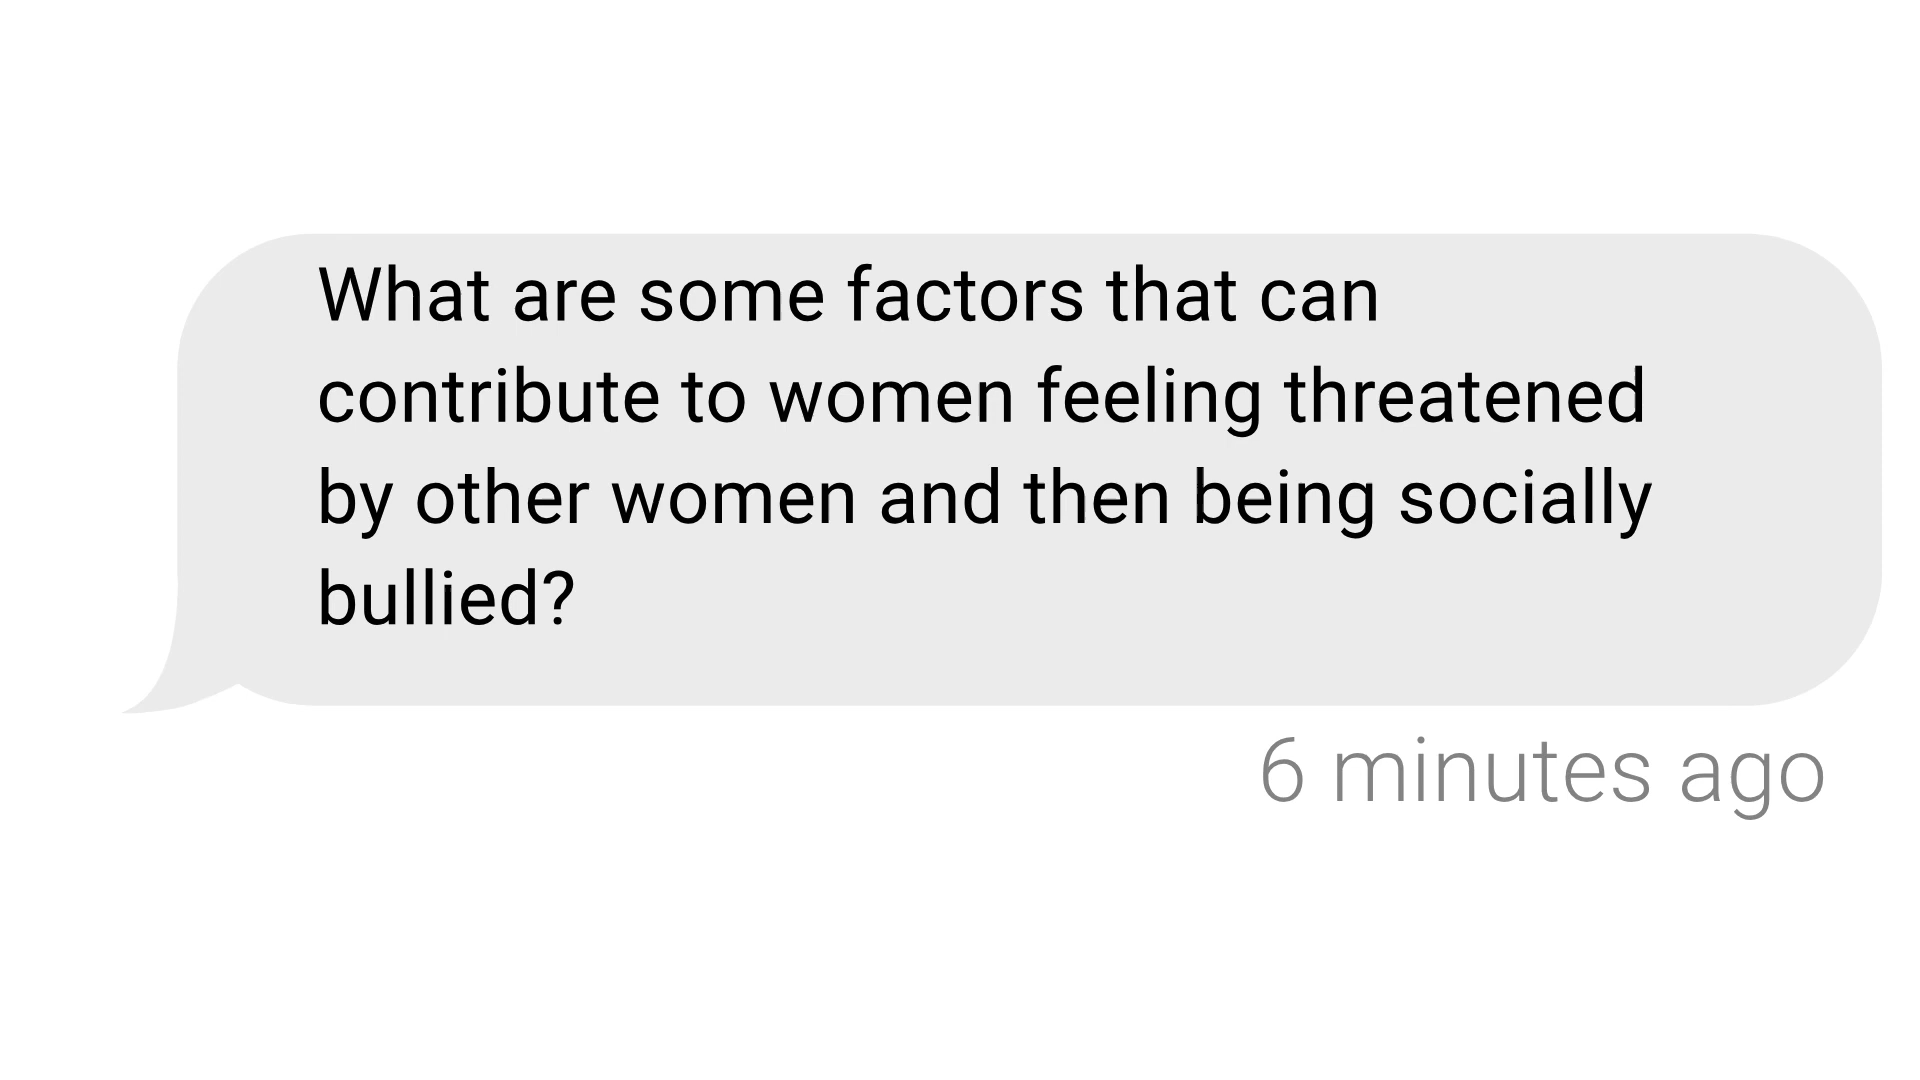 What are some factors that can
contribute to women feeling threatened
by other women and then being socially
bullied?
6 minutes ago